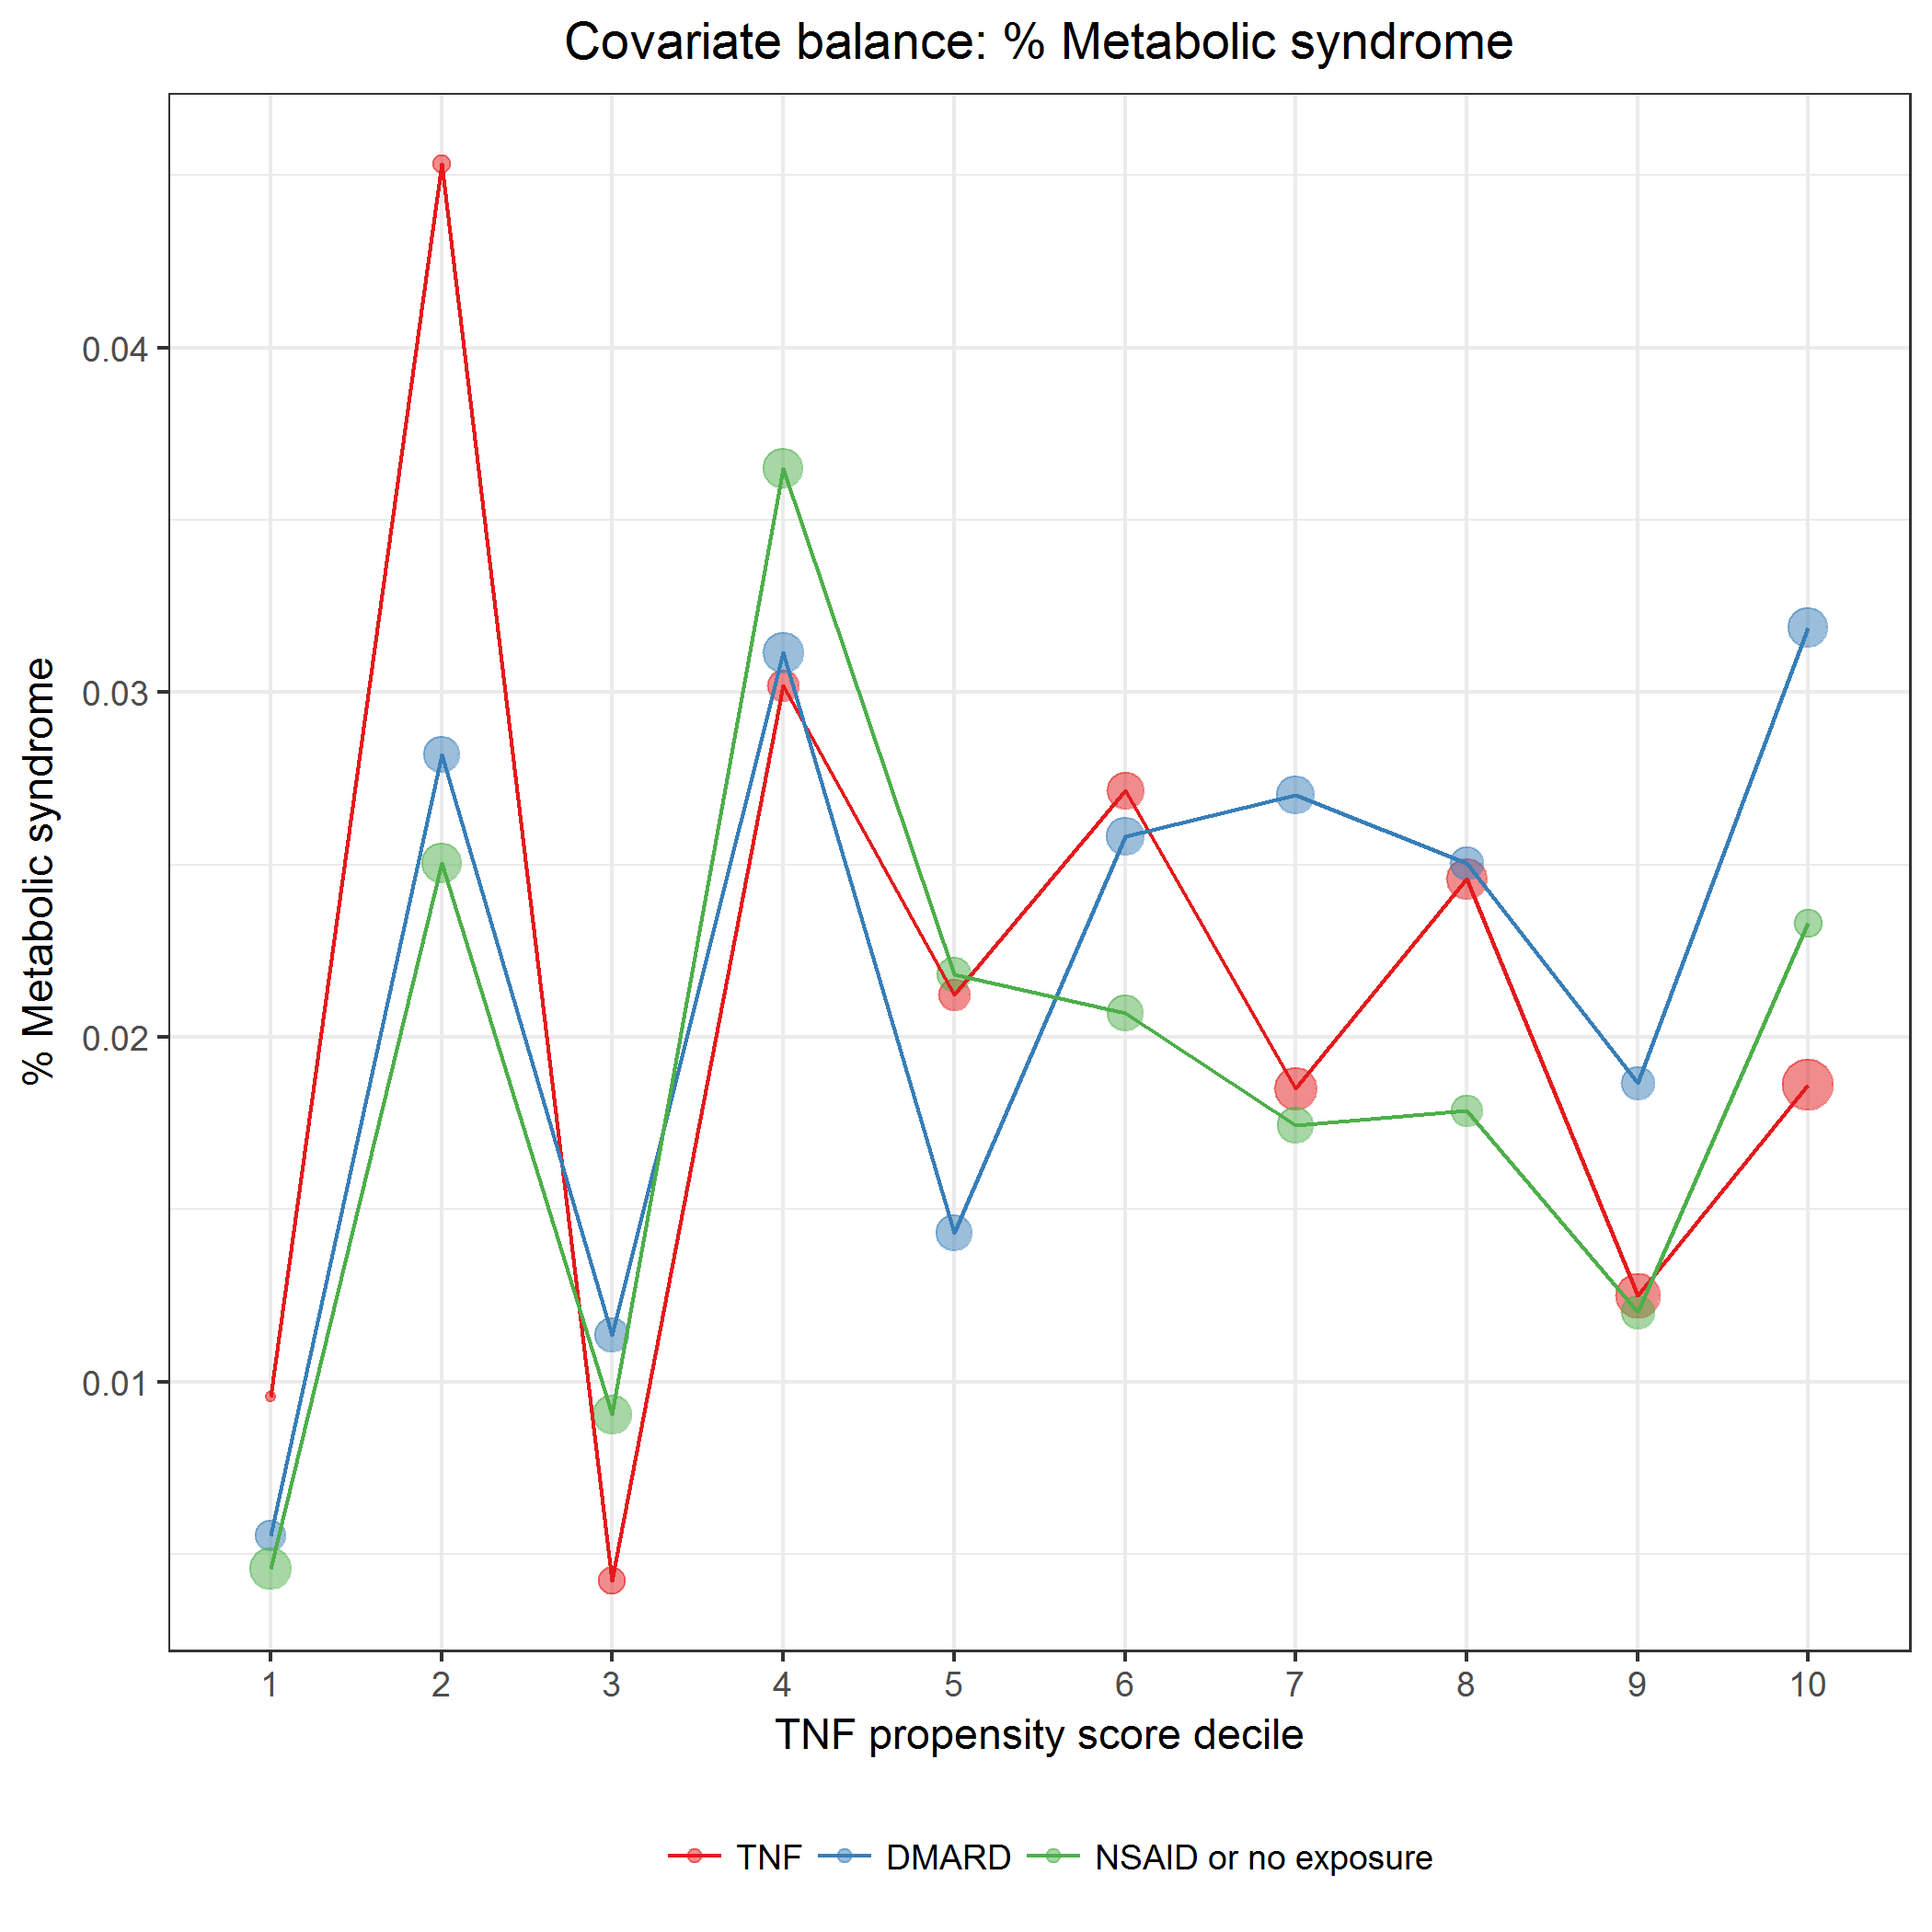 Covariate balance: % Metabolic syndrome
% Metabolic syndrome
0.04
0.03
0.02
0.01
1 2 3 4 5 6 7 8 9 10
TNF propensity score decile
TNF DMARD NSAID or no exposure